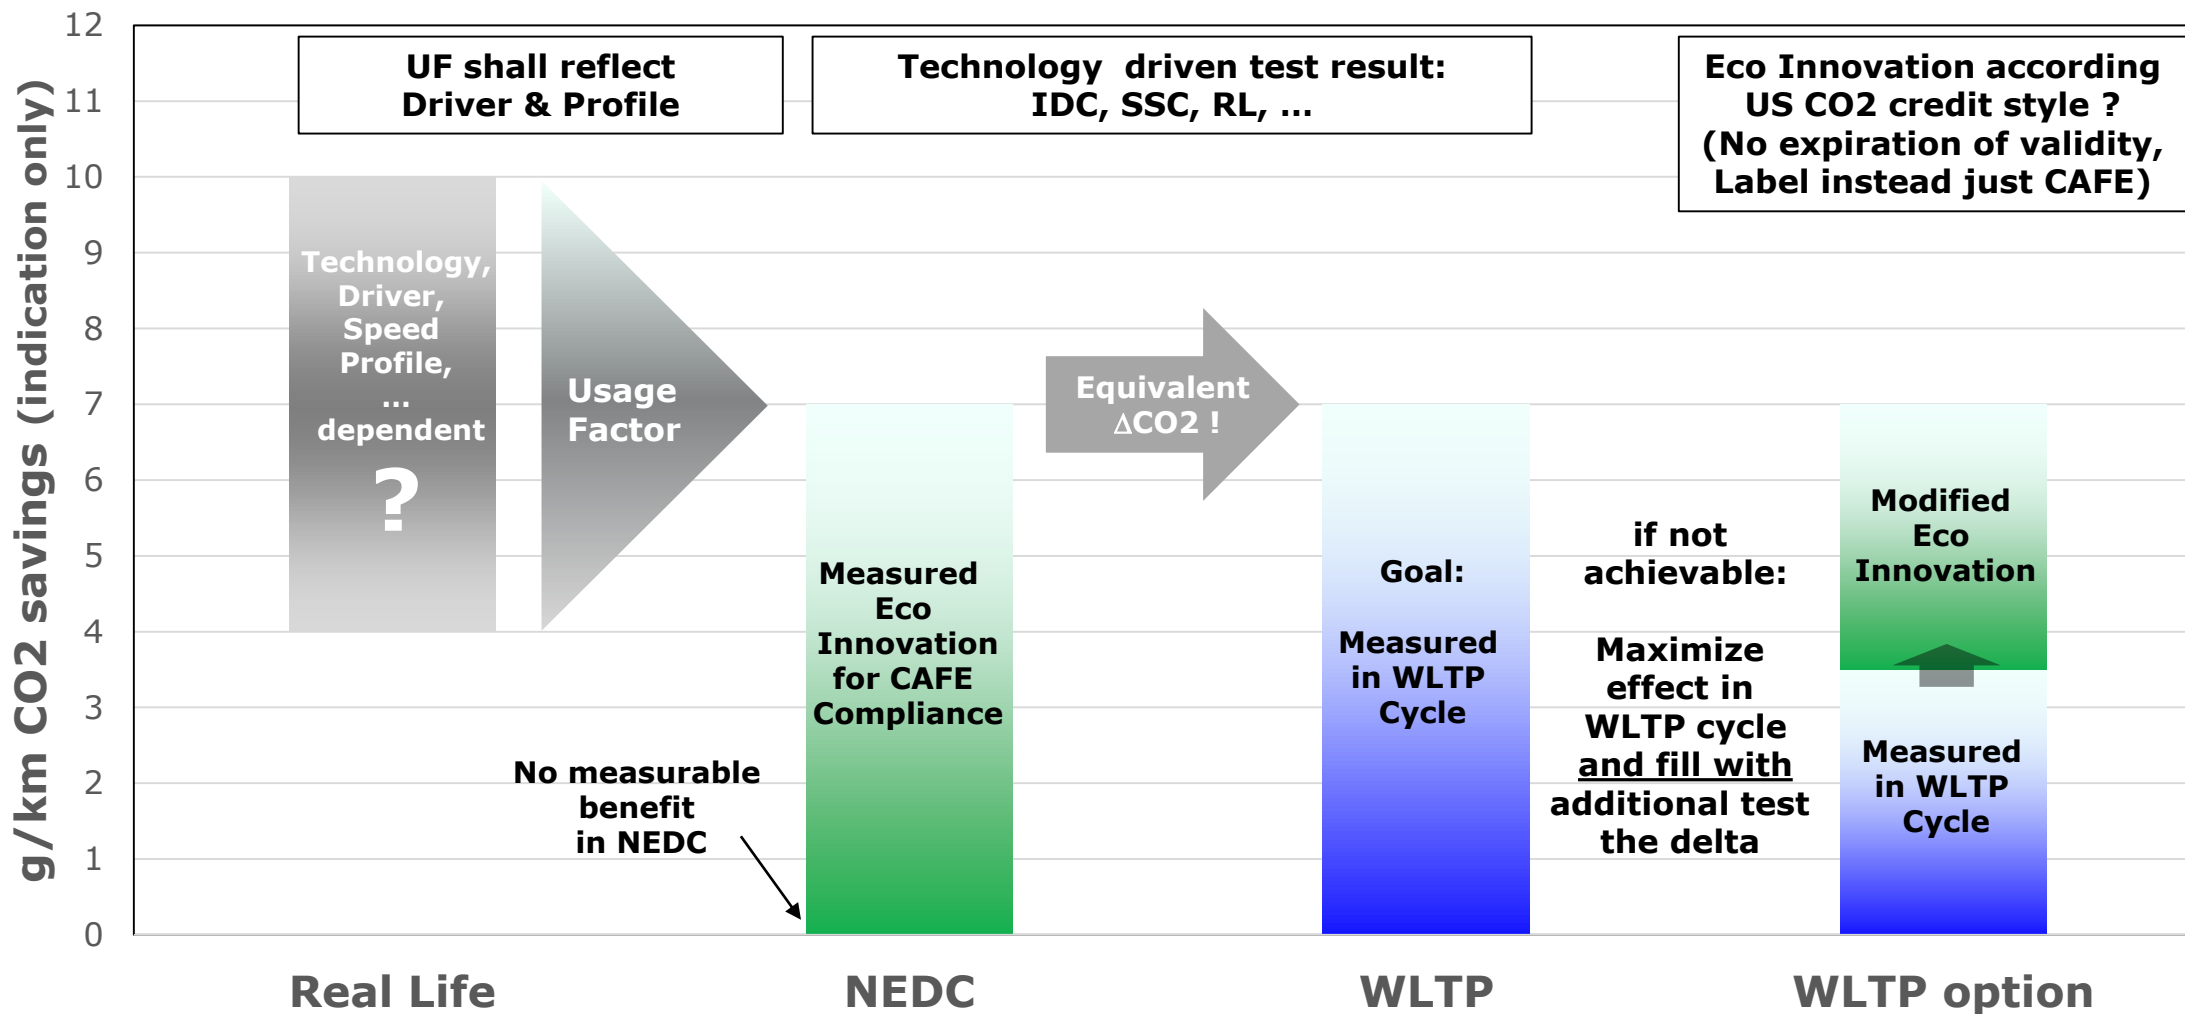 g/km CO2 savings (indication only)
12
11
10
9
8
7
6
5
4
3
2
1
0
UF shall reflect
Driver & Profile
Technology driven test result:
IDC, SSC, RL, ...
Eco Innovation according
US CO2 credit style ?
(No expiration of validity,
Label instead just CAFE)
Technology,
Driver,
Speed
Profile,
...
dependent
?
Usage
Factor
No measurable
benefit
in NEDC
Measured
Eco
Innovation
for CAFE
Compliance
Equivalent
ΔCO2 !
Goal:
Measured
in WLTP
Cycle
if not
achievable:
Maximize
effect in
WLTP cycle
and fill with
additional test
the delta
Modified
Eco
Innovation
Measured
in WLTP
Cycle
Real Life
NEDC
WLTP
WLTP option